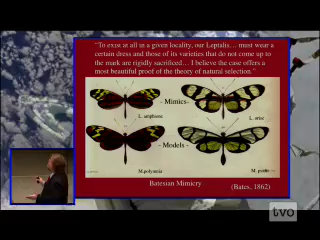 “To exist at all in a given locality, our Leptalis… must wear a
certain dress and those of its varieties that do not come up to
the mark are rigidly sacrificed… I believe the case offers a
most beautiful proof of the theory of natural selection.”
- Mimics-
L. amphione
L. orise
- Models -
M.polymnia
Batesian Mimicry
(Bates, 1862)
tvo